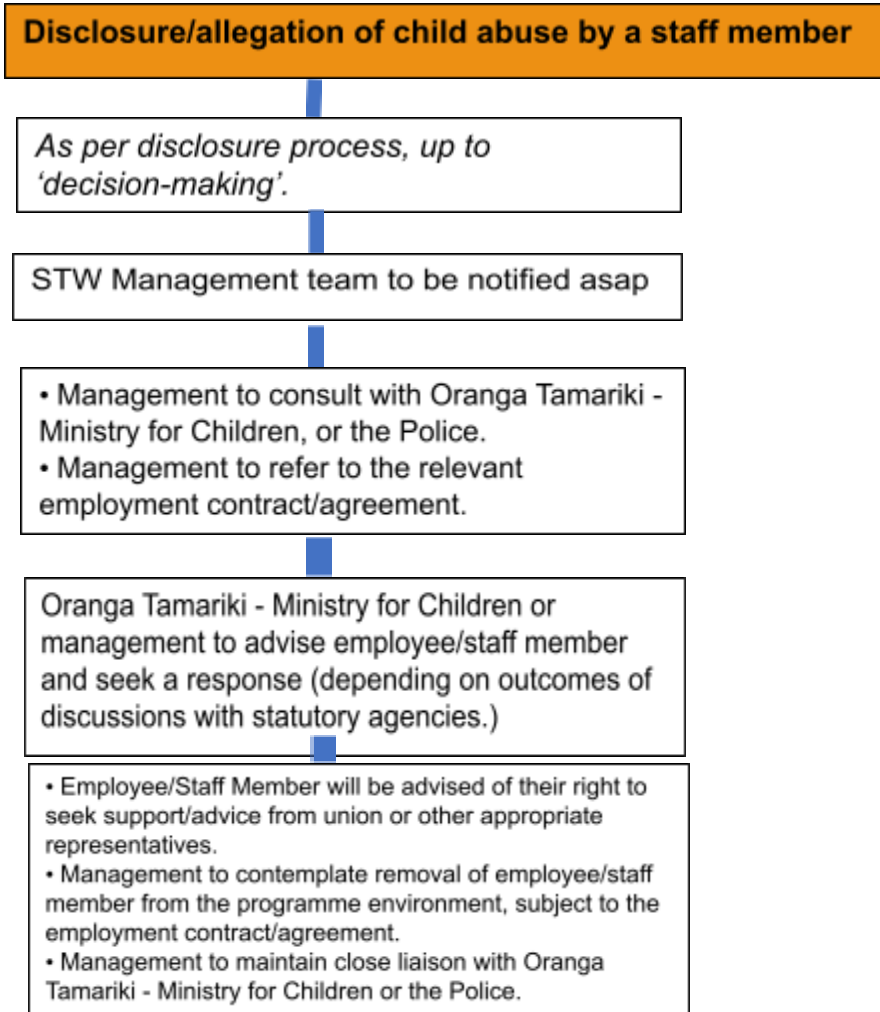 Disclosure/allegation of child abuse by a staff member
As per disclosure process, up to
‘decision-making’.
STW Management team to be notified asap
• Management to consult with Oranga Tamariki -
Ministry for Children, or the Police.
• Management to refer to the relevant
employment contract/agreement.
Oranga Tamariki - Ministry for Children or
management to advise employee/staff member
and seek a response (depending on outcomes of
discussions with statutory agencies.)
• Employee/Staff Member will be advised of their right to
seek support/advice from union or other appropriate
representatives.
• Management to contemplate removal of employee/staff
member from the programme environment, subject to the
employment contract/agreement.
• Management to maintain close liaison with Oranga
Tamariki - Ministry for Children or the Police.